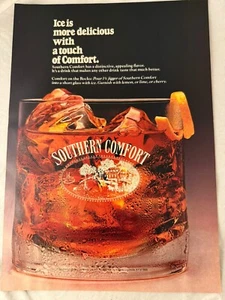 Ice is
more delicious
with
a touch
of Comfort.
Southern Comfort has a distinctive, appealing flavor.
It's a drink that makes any other drink taste that much better.
Comfort on the Rocks: Pour 1½ jigger of Southern Comfort
into a short glass with ice. Garnish with lemon, or lime, or cherry.
SOUTHERN COMFORT